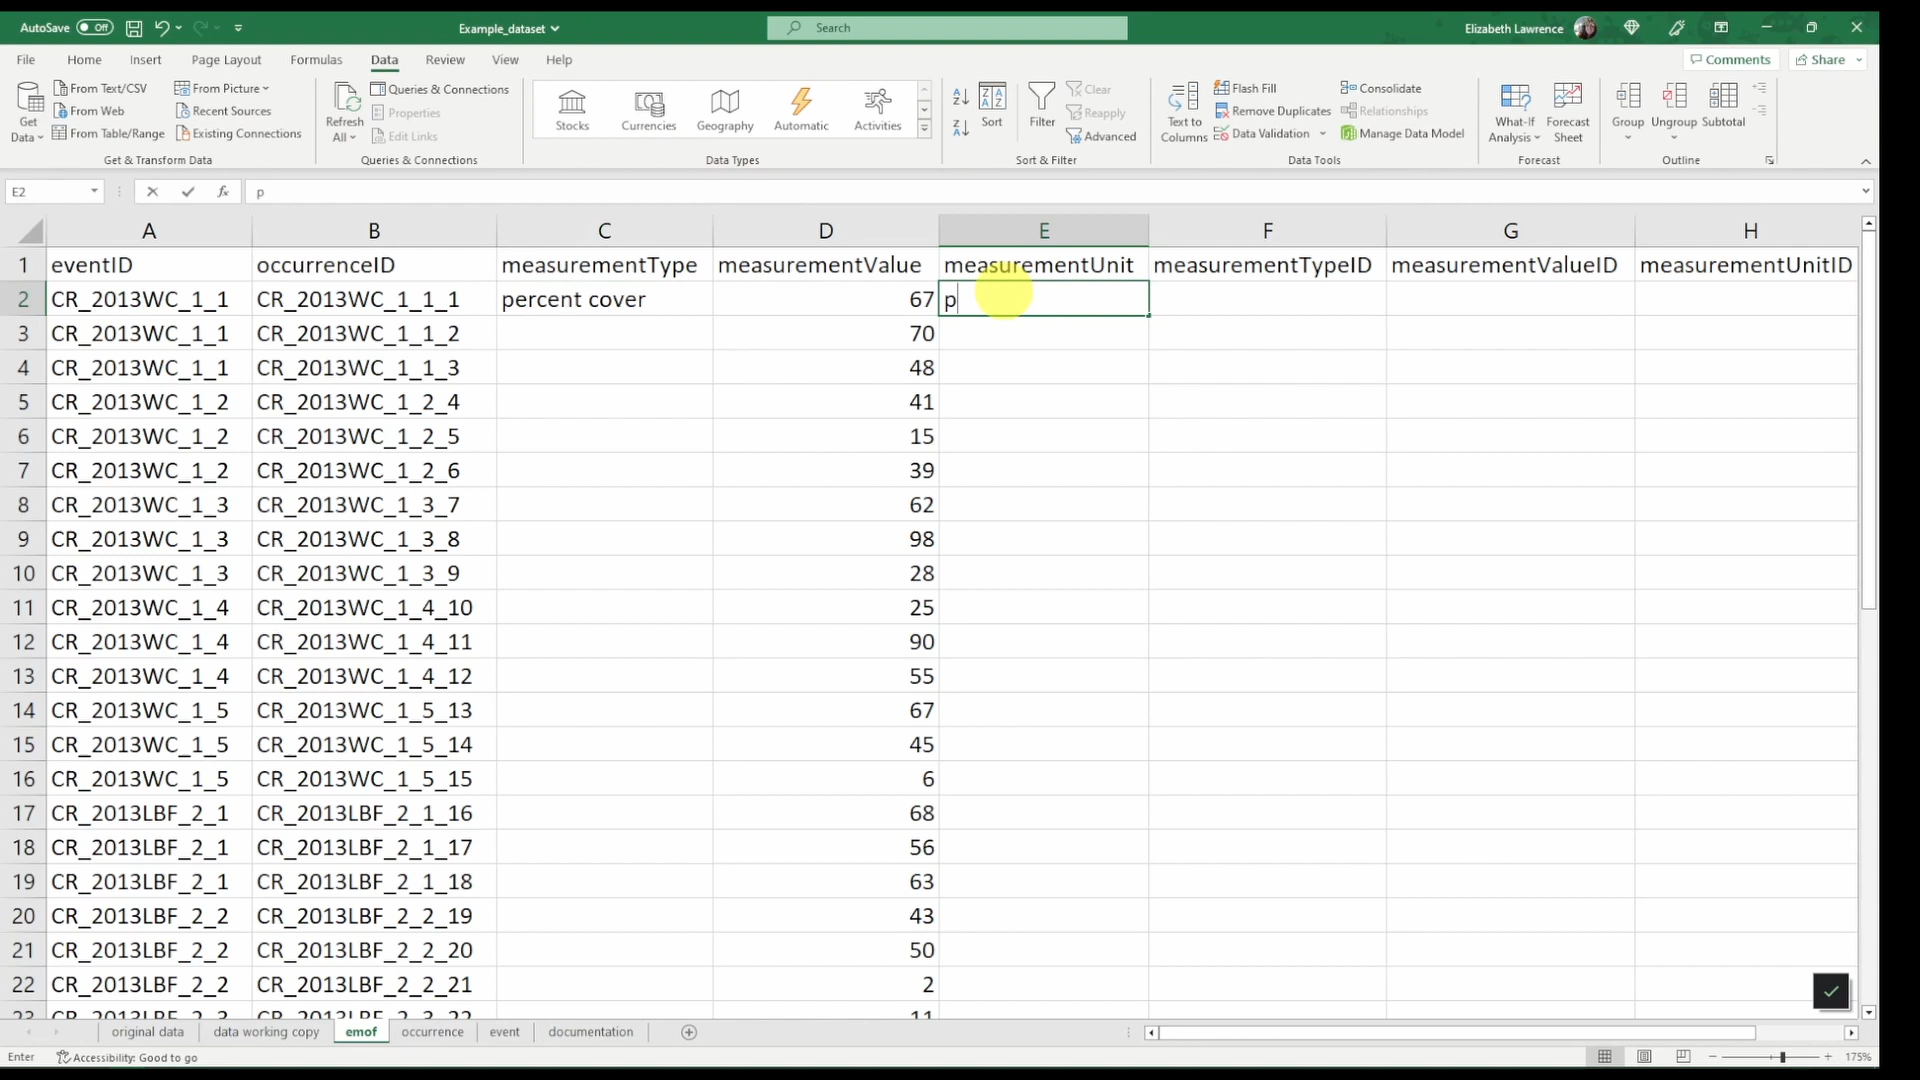 AutoSave Off Example_dataset Search Elizabeth Lawrence
File Home Insert Page Layout Formulas Data Review View Help Comments Share
Get Data From Text/CSV From Web From Table/Range From Picture Recent Sources Existing Connections
Refresh All Queries & Connections Properties Edit Links
Stocks Currencies Geography Automatic Activities
Sort Filter Clear Reapply Advanced
Text to Columns Flash Fill Remove Duplicates Data Validation Consolidate Relationships Manage Data Model
What-If Analysis Forecast Sheet Group Ungroup Subtotal
Get & Transform Data Queries & Connections Data Types Sort & Filter Data Tools Forecast Outline
E2 fx p
A B C D E F G H
1 eventID occurrenceID measurementType measurementValue measurementUnit measurementTypeID measurementValueID measurementUnitID
2 CR_2013WC_1_1 CR_2013WC_1_1_1 percent cover 67 p
3 CR_2013WC_1_1 CR_2013WC_1_1_2 70
4 CR_2013WC_1_1 CR_2013WC_1_1_3 48
5 CR_2013WC_1_2 CR_2013WC_1_2_4 41
6 CR_2013WC_1_2 CR_2013WC_1_2_5 15
7 CR_2013WC_1_2 CR_2013WC_1_2_6 39
8 CR_2013WC_1_3 CR_2013WC_1_3_7 62
9 CR_2013WC_1_3 CR_2013WC_1_3_8 98
10 CR_2013WC_1_3 CR_2013WC_1_3_9 28
11 CR_2013WC_1_4 CR_2013WC_1_4_10 25
12 CR_2013WC_1_4 CR_2013WC_1_4_11 90
13 CR_2013WC_1_4 CR_2013WC_1_4_12 55
14 CR_2013WC_1_5 CR_2013WC_1_5_13 67
15 CR_2013WC_1_5 CR_2013WC_1_5_14 45
16 CR_2013WC_1_5 CR_2013WC_1_5_15 6
17 CR_2013LBF_2_1 CR_2013LBF_2_1_16 68
18 CR_2013LBF_2_1 CR_2013LBF_2_1_17 56
19 CR_2013LBF_2_1 CR_2013LBF_2_1_18 63
20 CR_2013LBF_2_2 CR_2013LBF_2_2_19 43
21 CR_2013LBF_2_2 CR_2013LBF_2_2_20 50
22 CR_2013LBF_2_2 CR_2013LBF_2_2_21 2
23 CR_2013LBF_2_3 CR_2013LBF_2_3_22 11
original data data working copy emof occurrence event documentation
Enter Accessibility: Good to go 175%